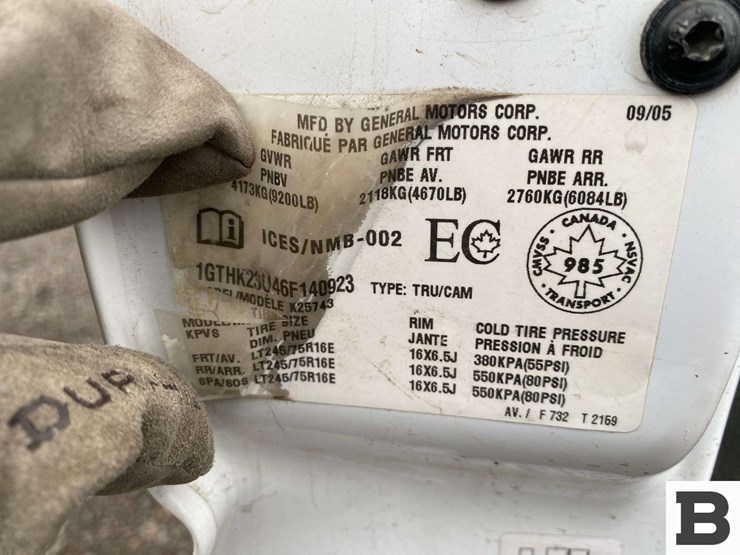 MFD BY GENERAL MOTORS CORP. 09/05
FABRIQUÉ PAR GENERAL MOTORS CORP.
GVWR GAWR FRT GAWR RR
PNBV PNBE AV. PNBE ARR.
4173KG(9200LB) 2118KG(4670LB) 2760KG(6084LB)
i ICES/NMB-002 EC
CANADA CMVSS 985 NSVAC TRANSPORT
1GTHK23U46F140923 TYPE: TRU/CAM
/MODÈLE K25743
TIRE SIZE RIM COLD TIRE PRESSURE
KPVS DIM. PNEU JANTE PRESSION À FROID
FRT/AV. LT245/75R16E 16X6.5J 380KPA(55PSI)
RR/ARR. LT245/75R16E 16X6.5J 550KPA(80PSI)
SPA/SOS LT245/75R16E 16X6.5J 550KPA(80PSI)
AV. / F 732 T 2169
B